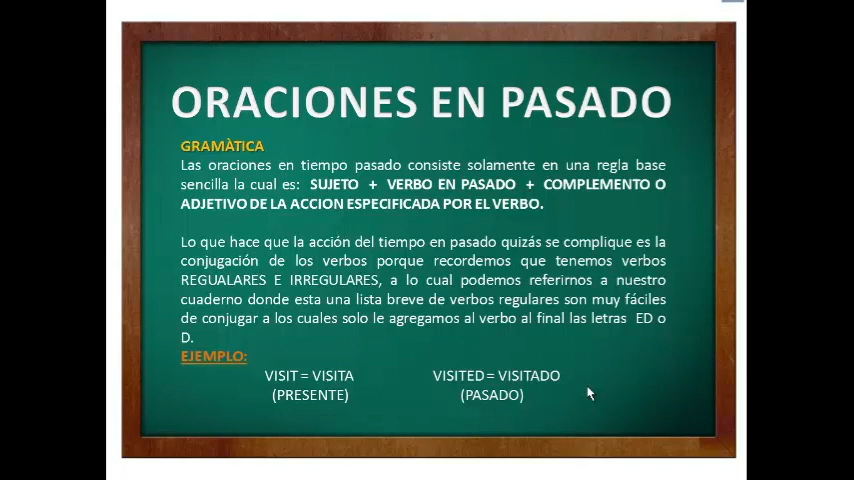 ORACIONES EN PASADO
GRAMÀTICA
Las oraciones en tiempo pasado consiste solamente en una regla base
sencilla la cual es: SUJETO + VERBO EN PASADO + COMPLEMENTO O
ADJETIVO DE LA ACCION ESPECIFICADA POR EL VERBO.
Lo que hace que la acción del tiempo en pasado quizás se complique es la
conjugación de los verbos porque recordemos que tenemos verbos
REGUALARES E IRREGULARES, a lo cual podemos referirnos a nuestro
cuaderno donde esta una lista breve de verbos regulares son muy fáciles
de conjugar a los cuales solo le agregamos al verbo al final las letras ED o
D.
EJEMPLO:
VISIT = VISITA VISITED = VISITADO
(PRESENTE) (PASADO)